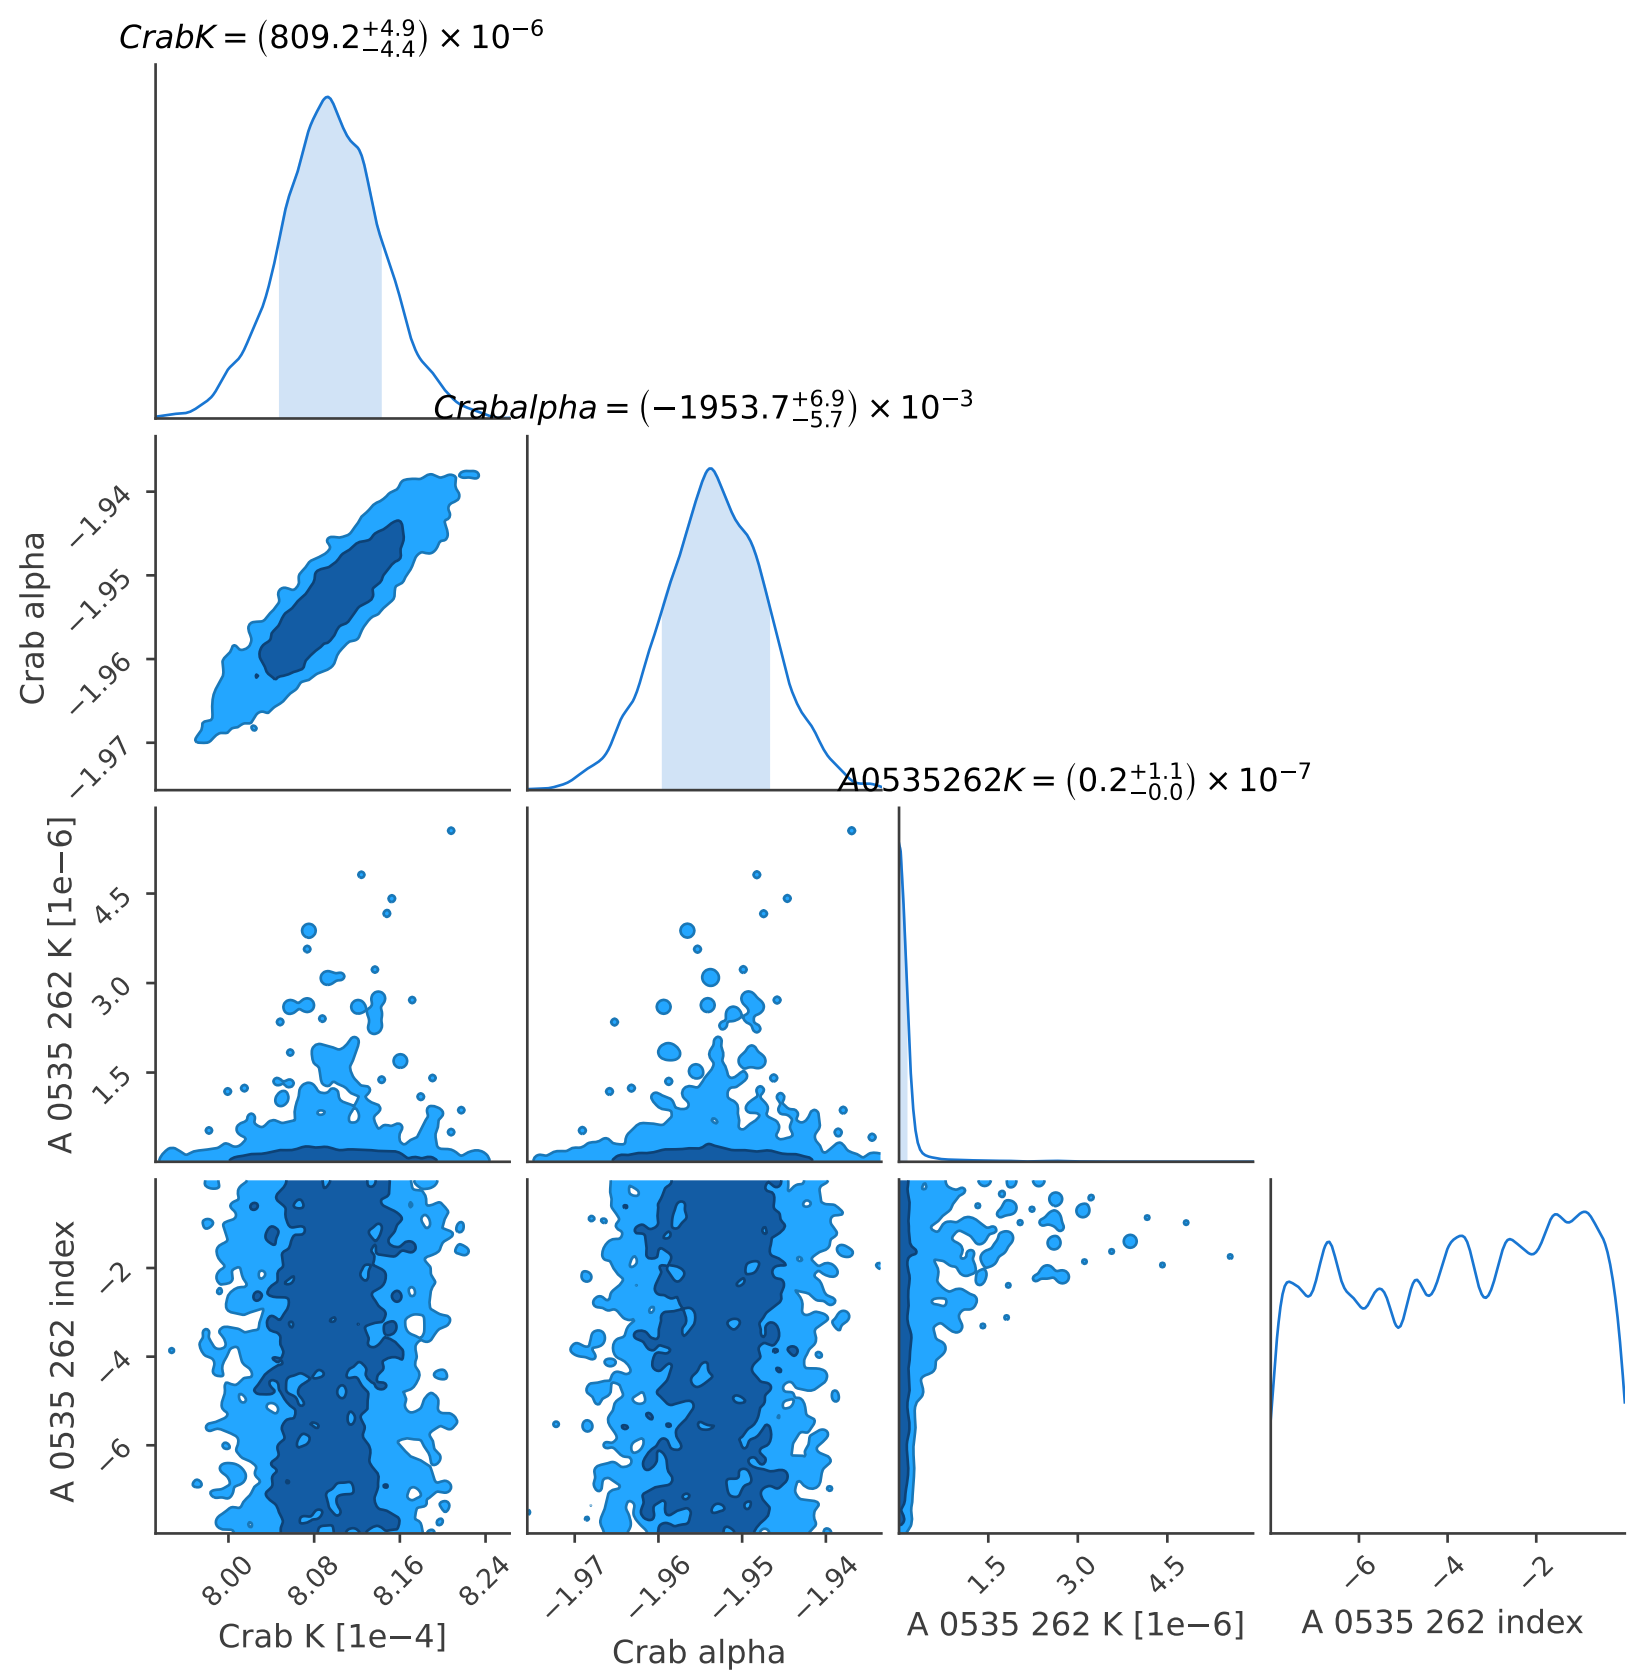 CrabK = (809.2 +4.9 −4.4) × 10−6
Crabalpha = (−1953.7 +6.9 −5.7) × 10−3
Crab alpha
−1.94
−1.95
−1.96
−1.97
A0535262K = (0.2 +1.1 −0.0) × 10−7
A 0535 262 K [1e−6]
4.5
3.0
1.5
A 0535 262 index
−2
−4
−6
8.00 8.08 8.16 8.24
−1.97 −1.96 −1.95 −1.94
1.5 3.0 4.5
−6 −4 −2
Crab K [1e−4]
Crab alpha
A 0535 262 K [1e−6]
A 0535 262 index